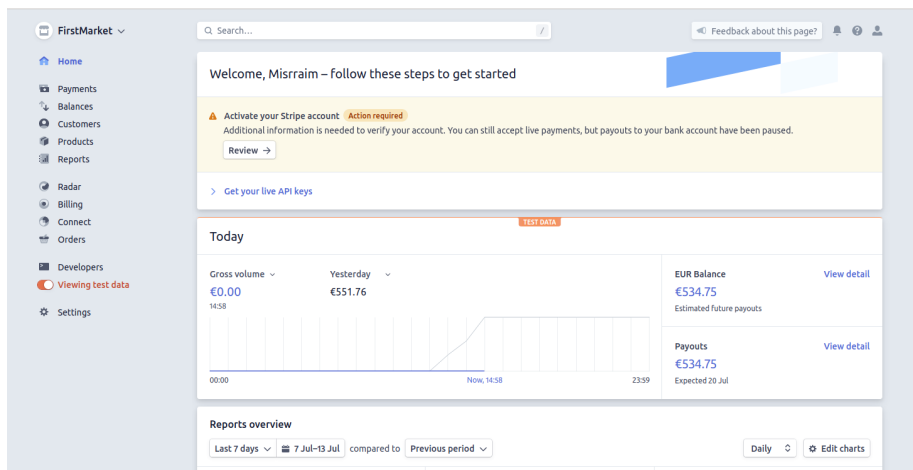 FirstMarket
Search...
/
Feedback about this page?
Home
Payments
Balances
Customers
Products
Reports
Radar
Billing
Connect
Orders
Developers
Viewing test data
Settings
Welcome, Misrraim – follow these steps to get started
Activate your Stripe account Action required
Additional information is needed to verify your account. You can still accept live payments, but payouts to your bank account have been paused.
Review →
Get your live API keys
TEST DATA
Today
Gross volume
Yesterday
€0.00
€551.76
14:58
00:00
Now, 14:58
23:59
EUR Balance
View detail
€534.75
Estimated future payouts
Payouts
View detail
€534.75
Expected 20 Jul
Reports overview
Last 7 days
7 Jul–13 Jul
compared to
Previous period
Daily
Edit charts